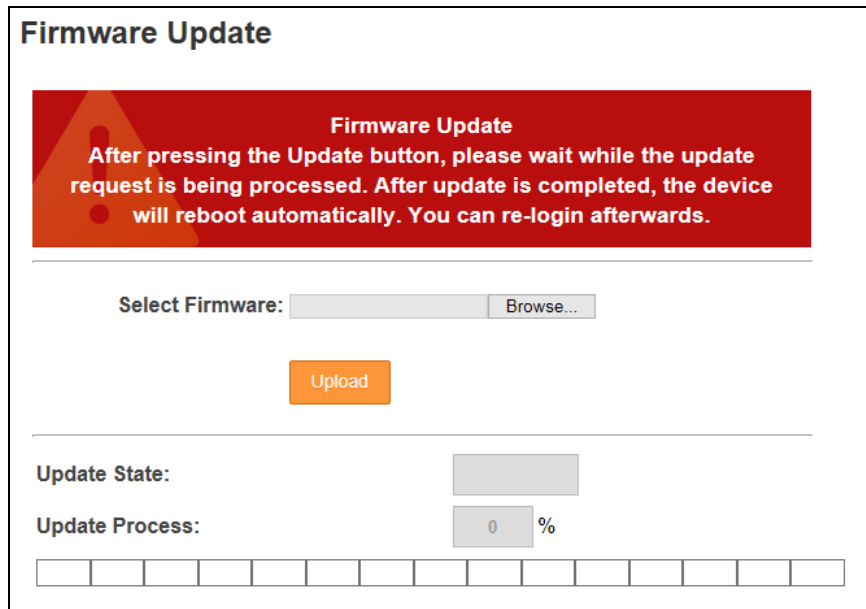 Firmware Update
Firmware Update
After pressing the Update button, please wait while the update
request is being processed. After update is completed, the device
will reboot automatically. You can re-login afterwards.
Select Firmware: Browse...
Upload
Update State:
Update Process: 0 %